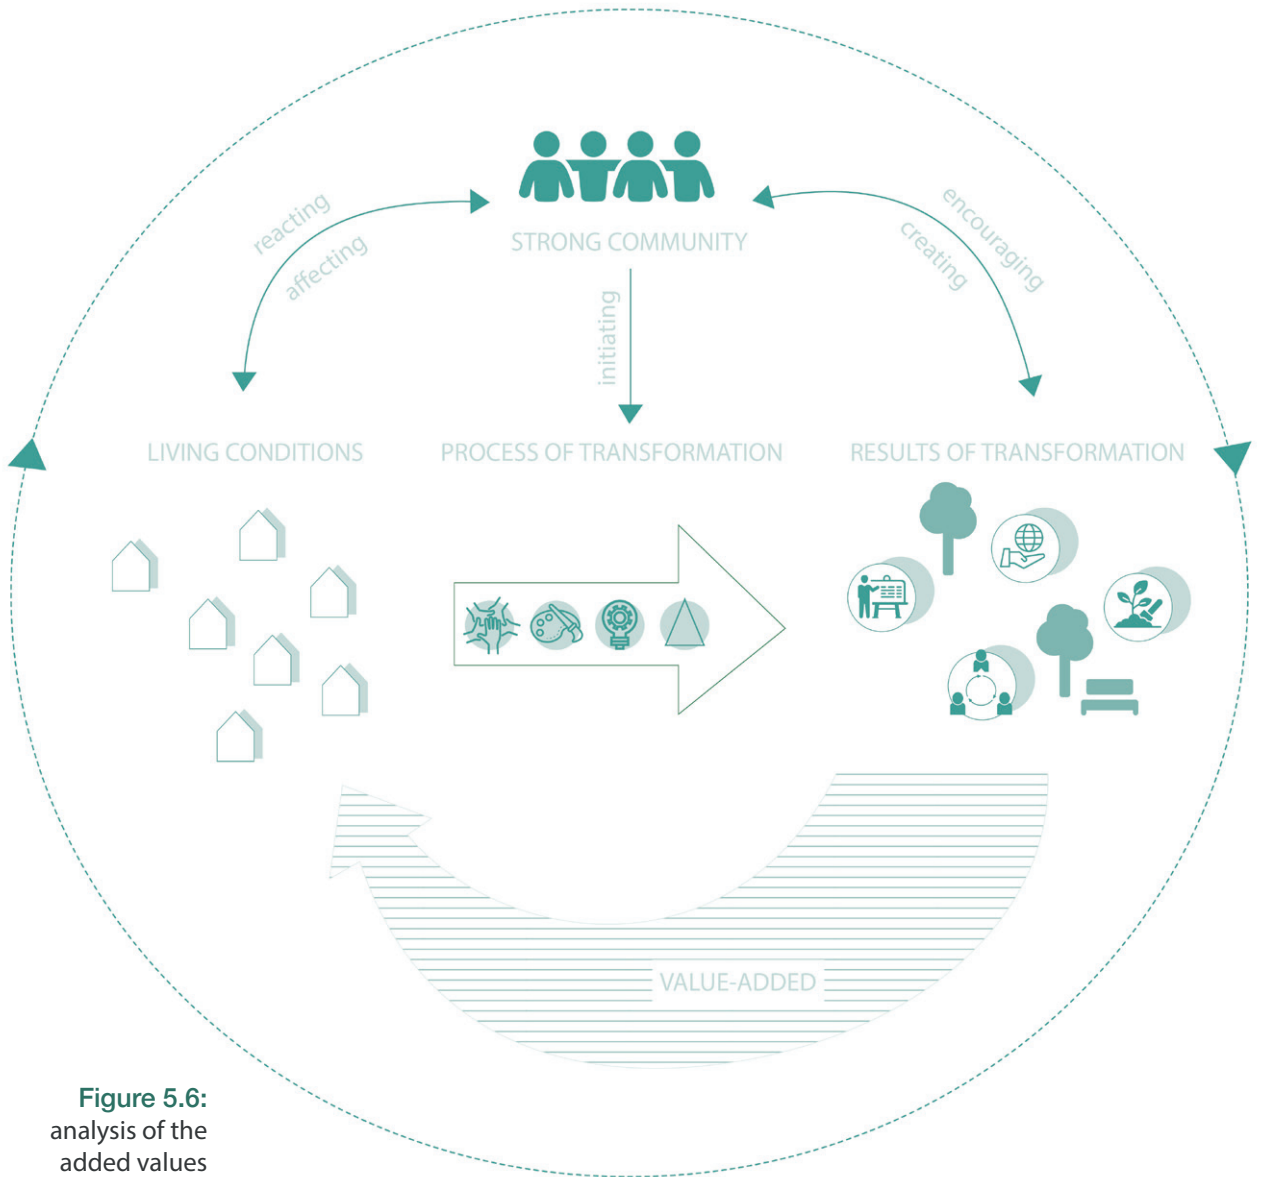 reacting
affecting
STRONG COMMUNITY
encouraging
creating
initiating
LIVING CONDITIONS
PROCESS OF TRANSFORMATION
RESULTS OF TRANSFORMATION
VALUE-ADDED
Figure 5.6:
analysis of the
added values